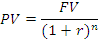 PV = FV / (1 + r)^n